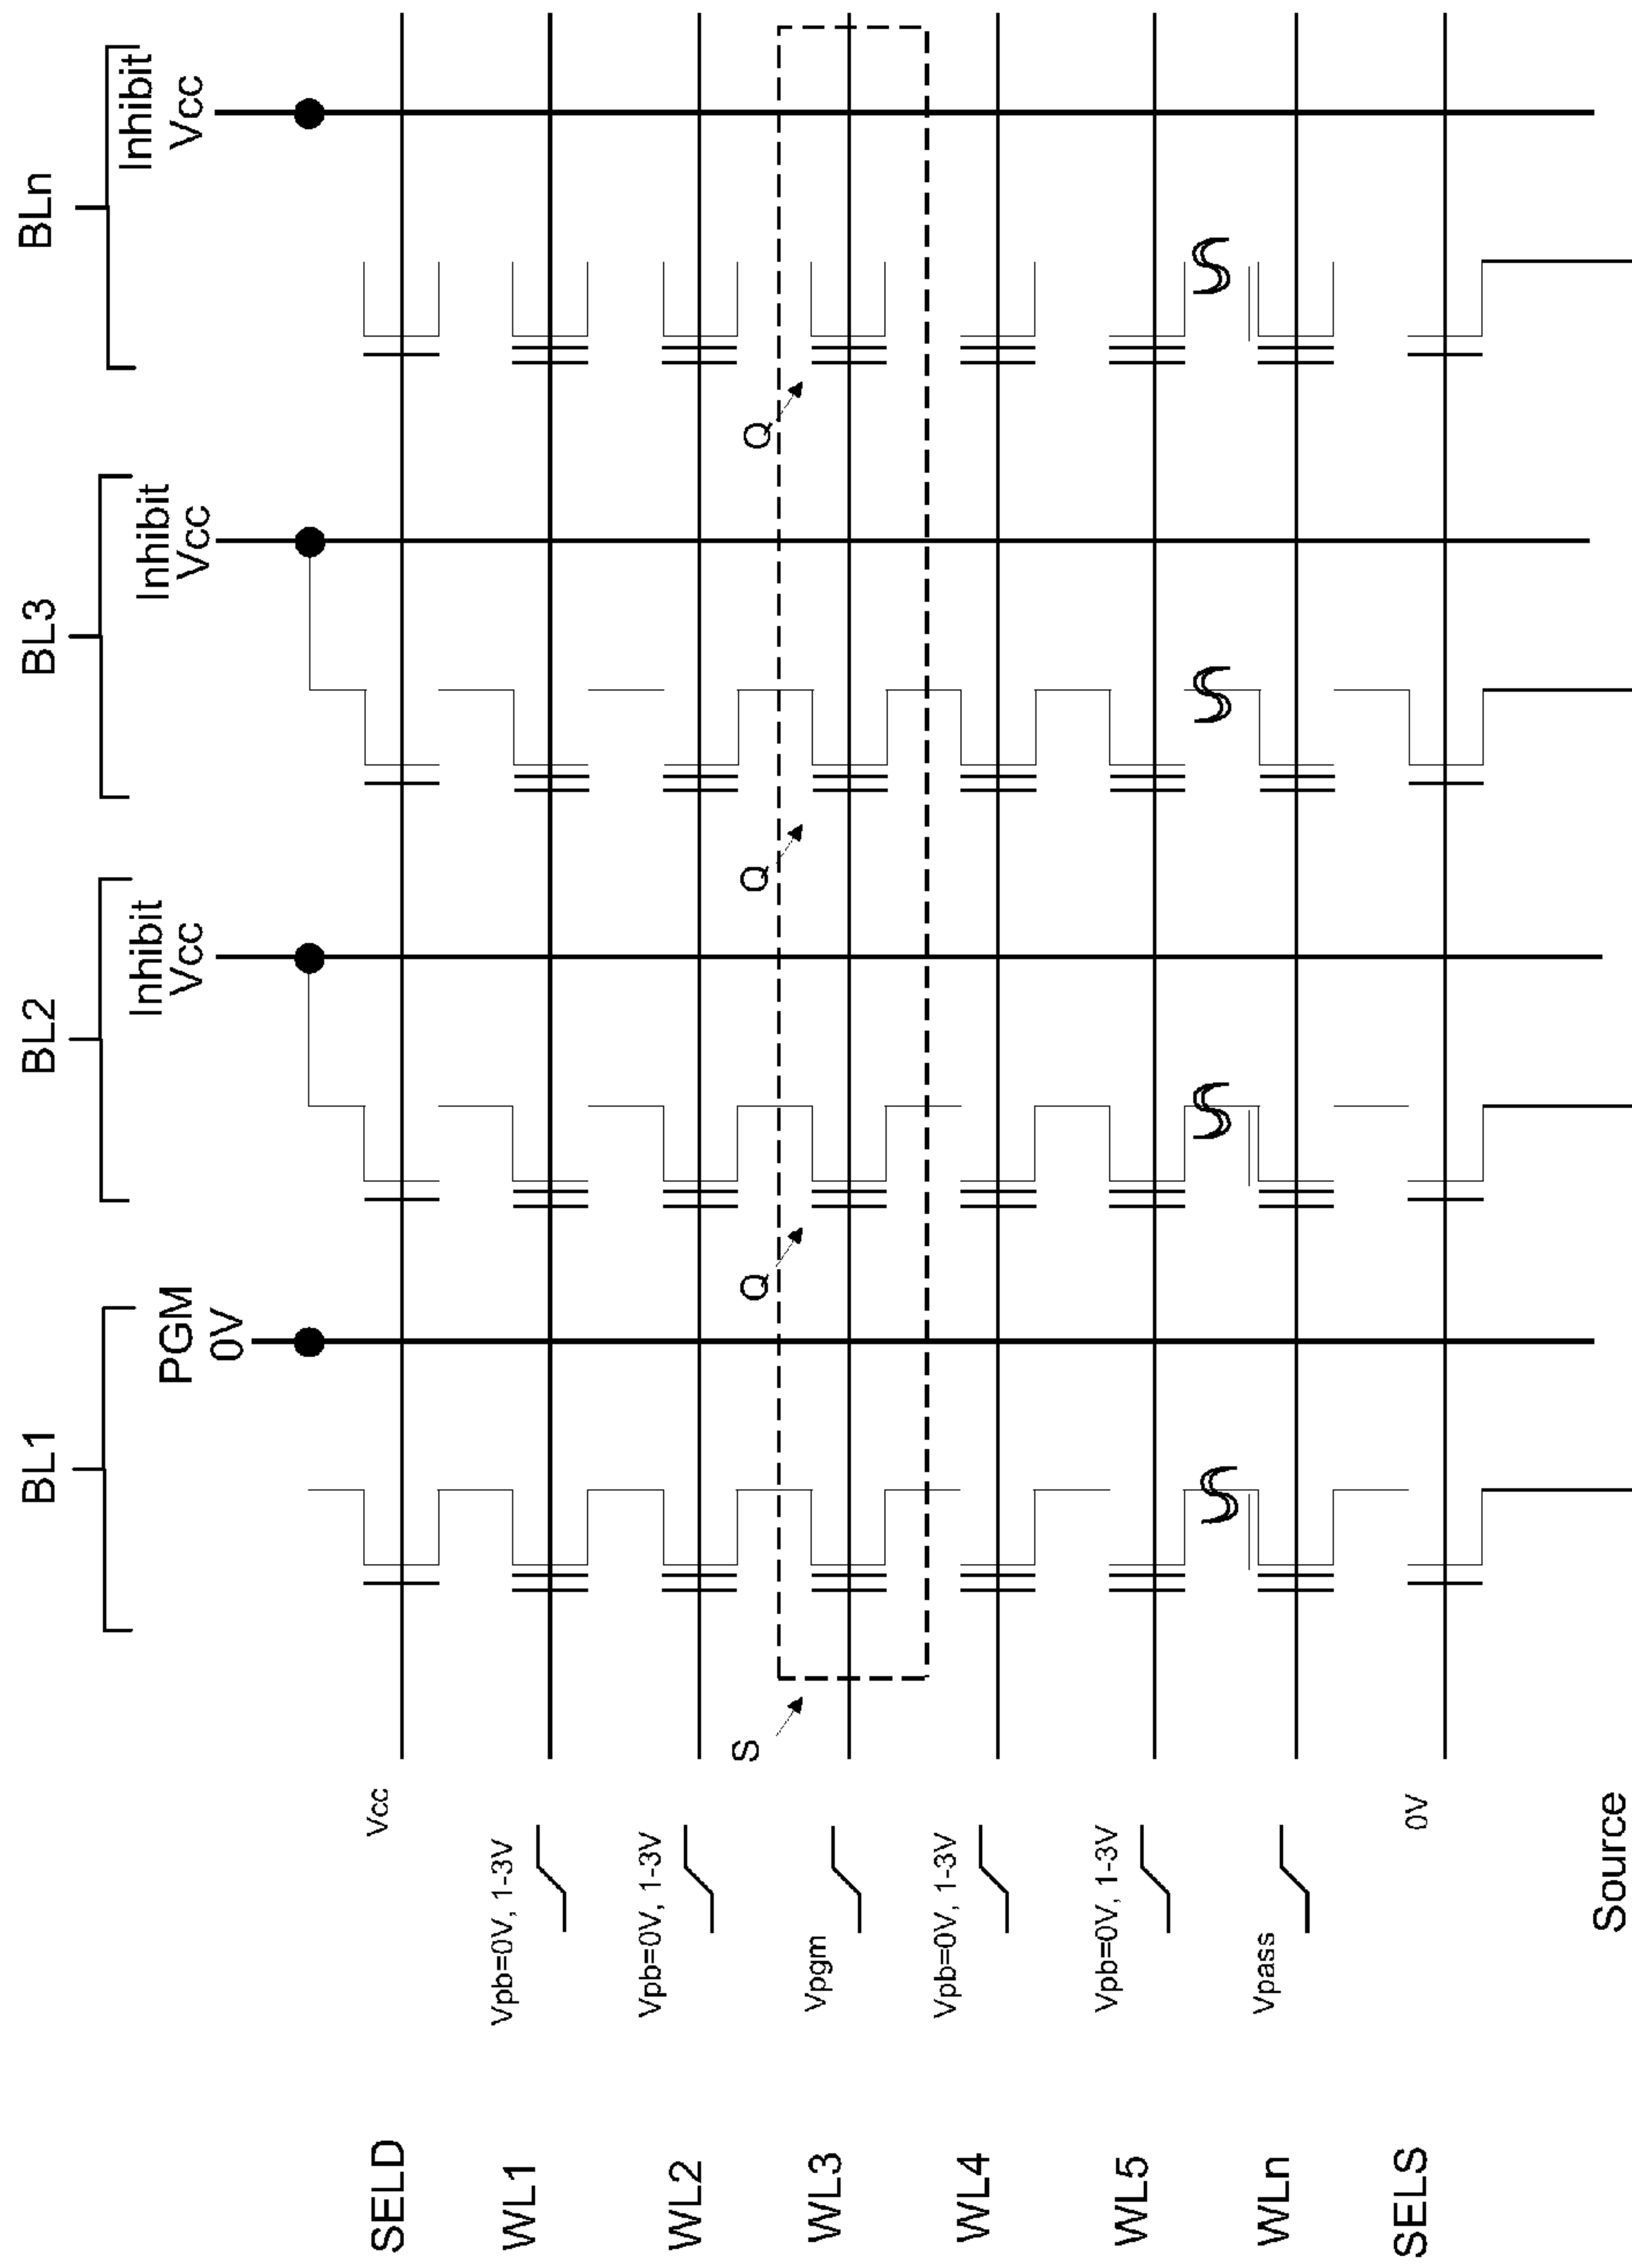 BL1
BL2
BL3
BLn
PGM
0V
Inhibit
Vcc
Inhibit
Vcc
Inhibit
Vcc
SELD
Vcc
WL1
Vpb=0V, 1-3V
WL2
Vpb=0V, 1-3V
S
Q
Q
Q
WL3
Vpgm
WL4
Vpb=0V, 1-3V
WL5
Vpb=0V, 1-3V
WLn
Vpass
SELS
0V
Source